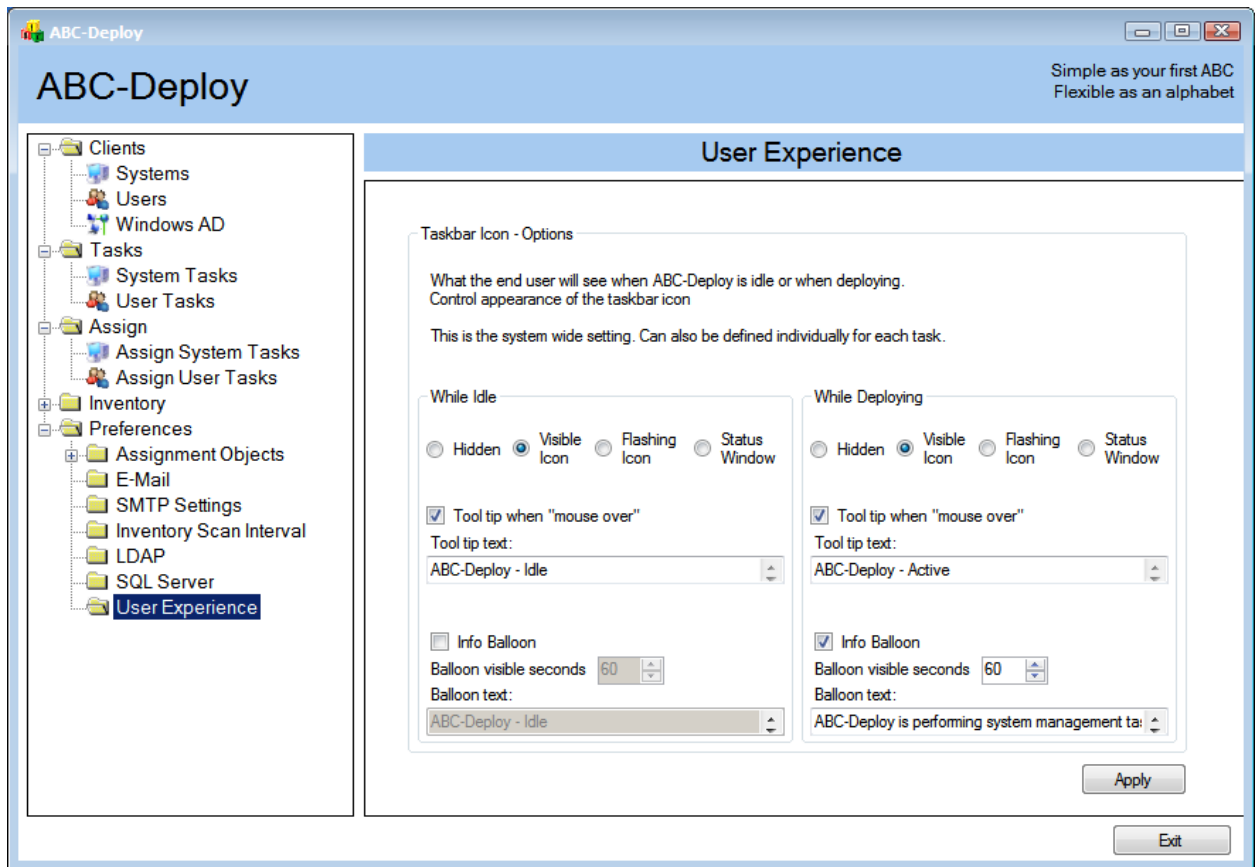 ABC-Deploy
ABC-Deploy
Simple as your first ABC
Flexible as an alphabet
Clients
Systems
Users
Windows AD
Tasks
System Tasks
User Tasks
Assign
Assign System Tasks
Assign User Tasks
Inventory
Preferences
Assignment Objects
E-Mail
SMTP Settings
Inventory Scan Interval
LDAP
SQL Server
User Experience
User Experience
Taskbar Icon - Options
What the end user will see when ABC-Deploy is idle or when deploying.
Control appearance of the taskbar icon
This is the system wide setting. Can also be defined individually for each task.
While Idle
Hidden
Visible
Icon
Flashing
Icon
Status
Window
Tool tip when "mouse over"
Tool tip text:
ABC-Deploy - Idle
Info Balloon
Balloon visible seconds 60
Balloon text:
ABC-Deploy - Idle
While Deploying
Hidden
Visible
Icon
Flashing
Icon
Status
Window
Tool tip when "mouse over"
Tool tip text:
ABC-Deploy - Active
Info Balloon
Balloon visible seconds 60
Balloon text:
ABC-Deploy is performing system management
Apply
Exit